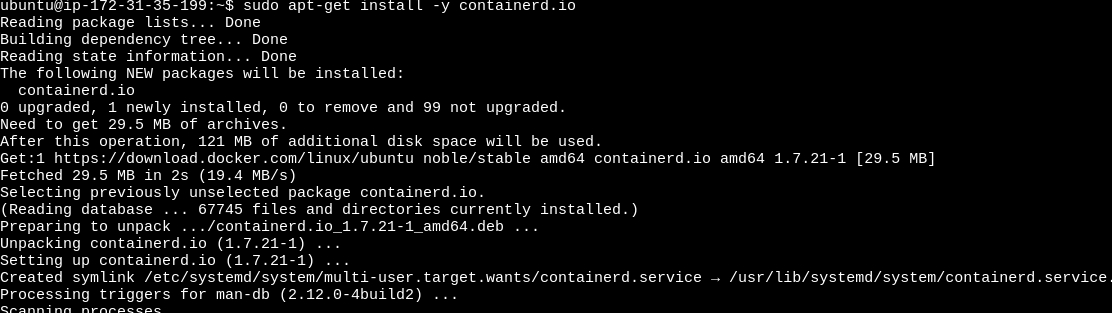 ubuntu@ip-172-31-35-199:~$ sudo apt-get install -y containerd.io
Reading package lists... Done
Building dependency tree... Done
Reading state information... Done
The following NEW packages will be installed:
  containerd.io
0 upgraded, 1 newly installed, 0 to remove and 99 not upgraded.
Need to get 29.5 MB of archives.
After this operation, 121 MB of additional disk space will be used.
Get:1 https://download.docker.com/linux/ubuntu noble/stable amd64 containerd.io amd64 1.7.21-1 [29.5 MB]
Fetched 29.5 MB in 2s (19.4 MB/s)
Selecting previously unselected package containerd.io.
(Reading database ... 67745 files and directories currently installed.)
Preparing to unpack .../containerd.io_1.7.21-1_amd64.deb ...
Unpacking containerd.io (1.7.21-1) ...
Setting up containerd.io (1.7.21-1) ...
Created symlink /etc/systemd/system/multi-user.target.wants/containerd.service → /usr/lib/systemd/system/containerd.service.
Processing triggers for man-db (2.12.0-4build2) ...
Scanning processes